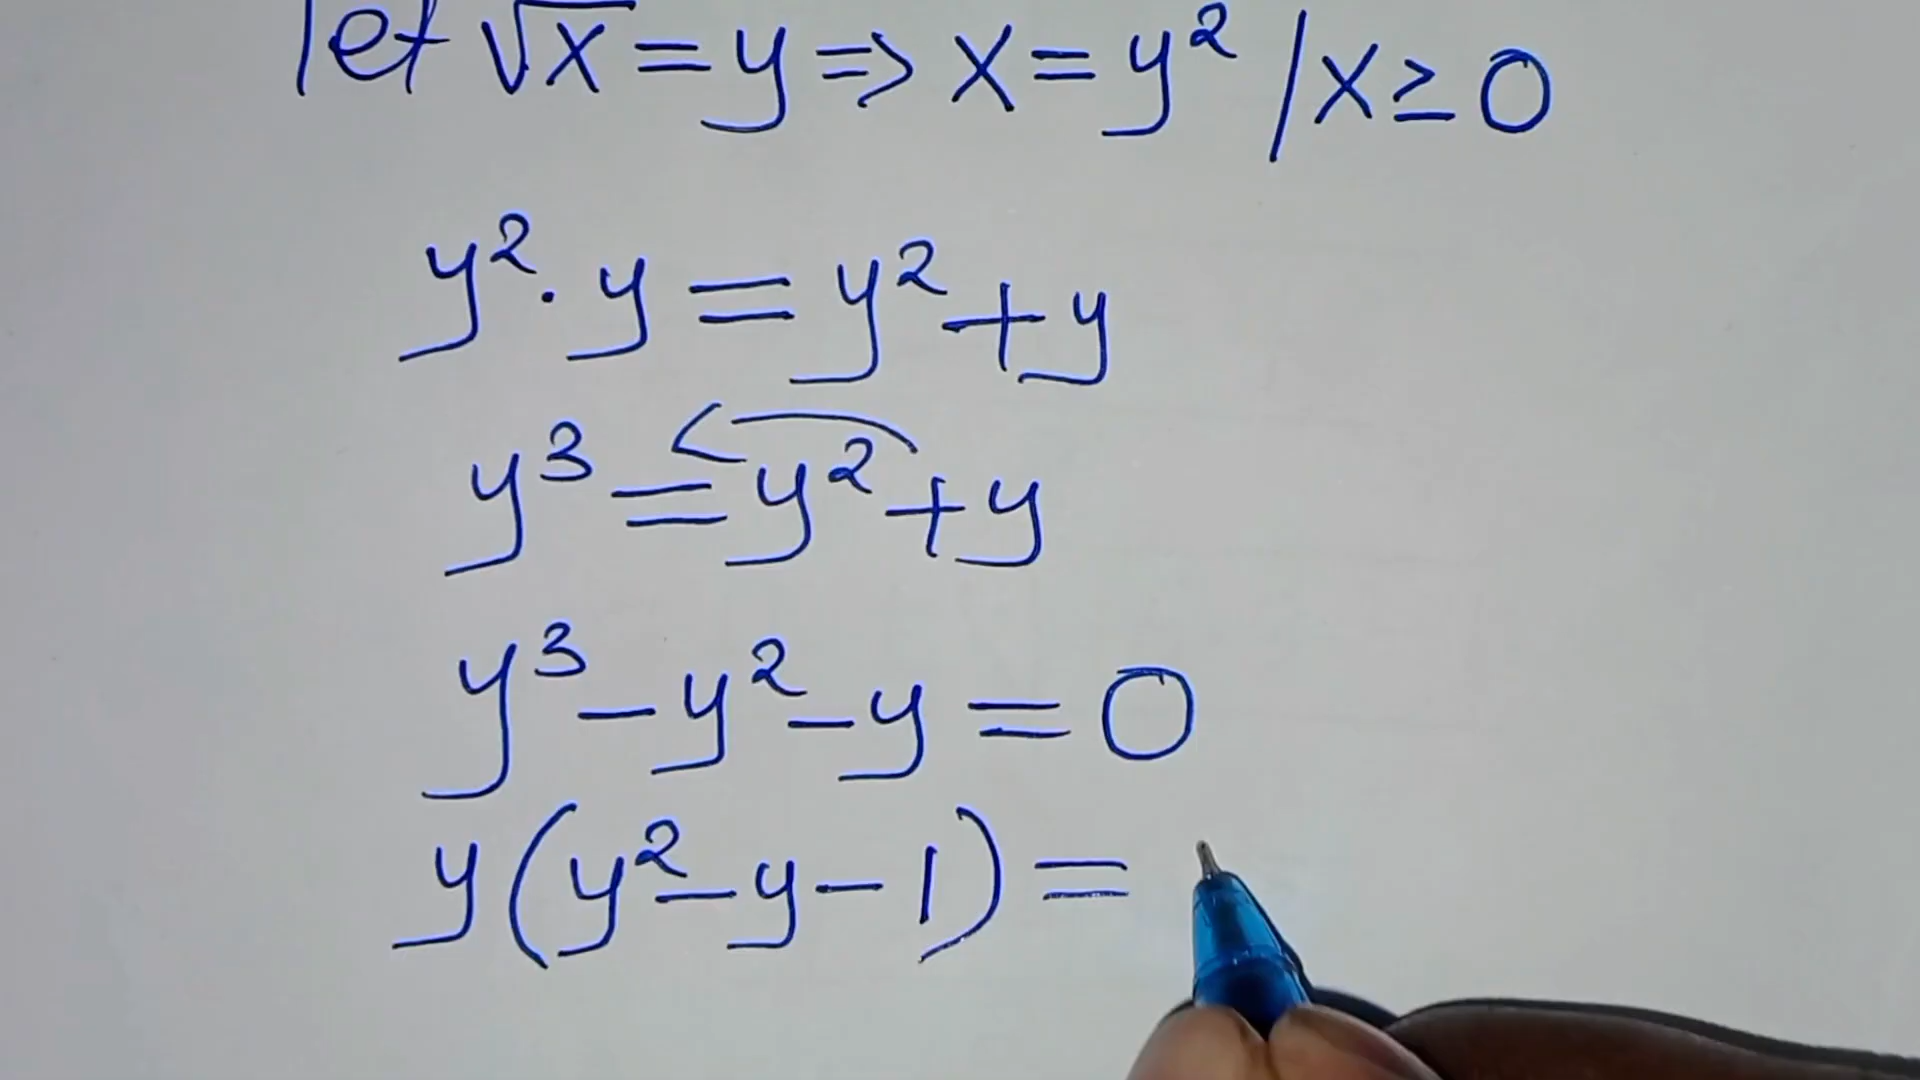 let √x = y => x = y² / x ≥ 0
y² · y = y² + y
y³ = y² + y
y³ - y² - y = 0
y(y² - y - 1) =